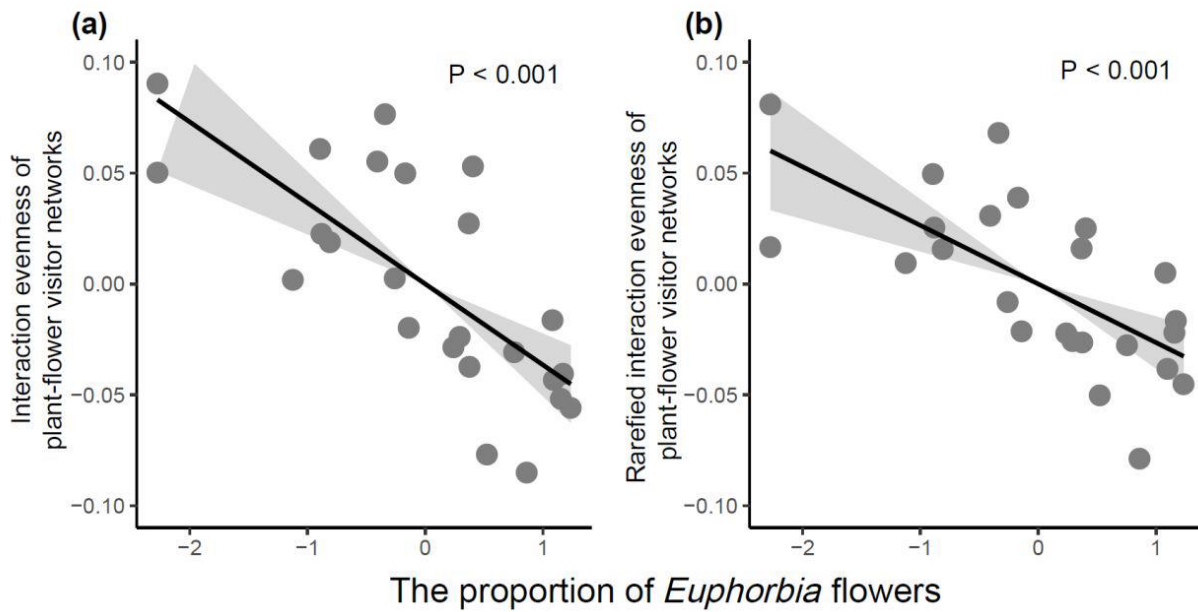 (a)
P < 0.001
0.10
0.05
0.00
−0.05
−0.10
−2
−1
0
1
Interaction evenness of
plant-flower visitor networks
(b)
P < 0.001
0.10
0.05
0.00
−0.05
−0.10
−2
−1
0
1
Rarefied interaction evenness of
plant-flower visitor networks
The proportion of Euphorbia flowers